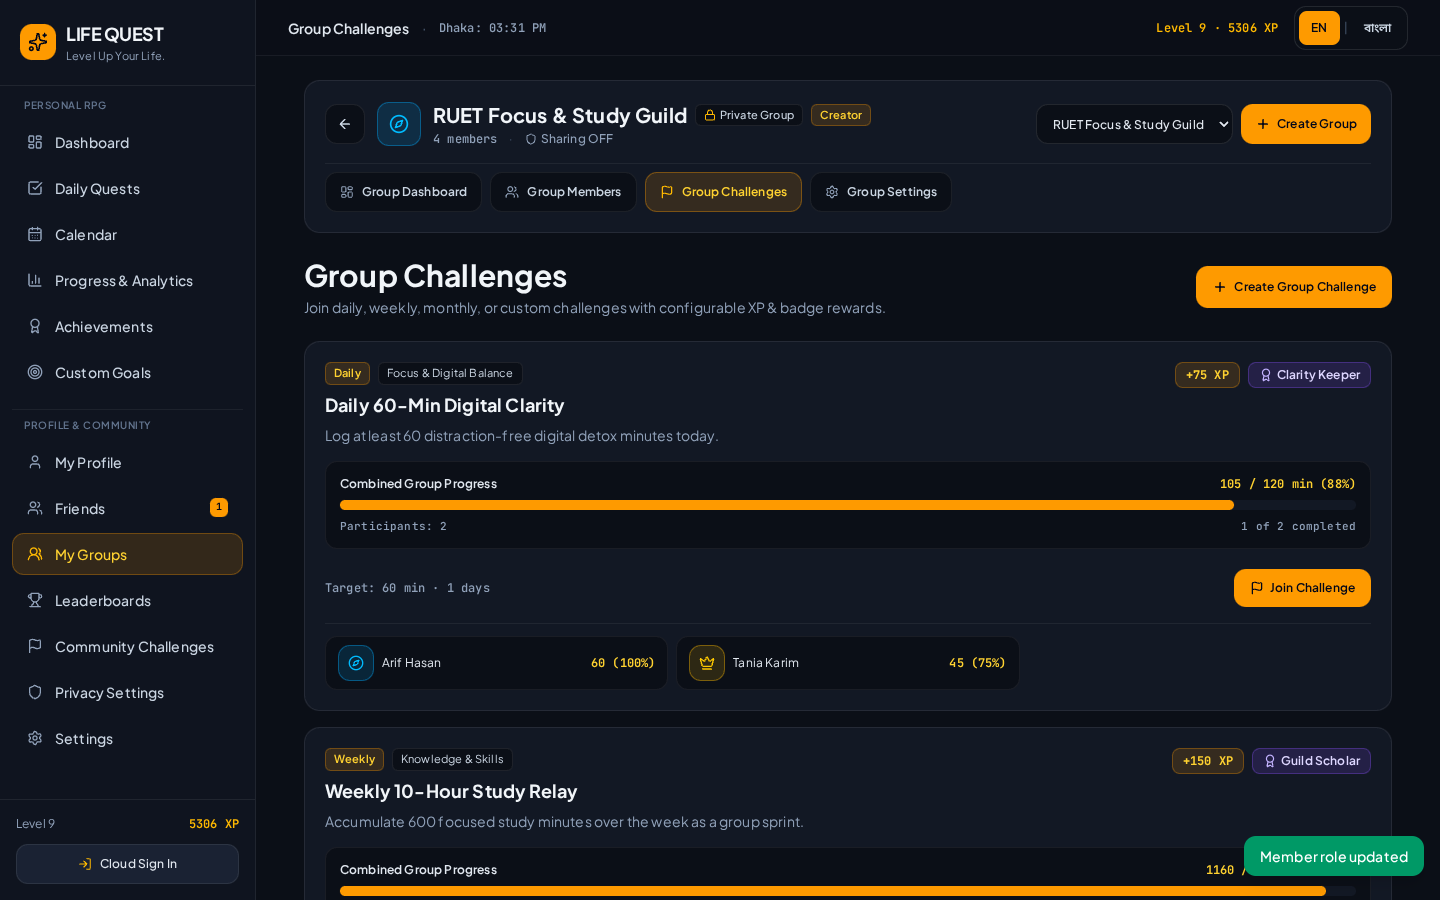 LIFE QUEST
Level Up Your Life.
PERSONAL RPG
Dashboard
Daily Quests
Calendar
Progress & Analytics
Achievements
Custom Goals
PROFILE & COMMUNITY
My Profile
Friends 1
My Groups
Leaderboards
Community Challenges
Privacy Settings
Settings
Level 9 5306 XP
Cloud Sign In
Group Challenges · Dhaka: 03:31 PM
Level 9 · 5306 XP EN | বাংলা
RUET Focus & Study Guild Private Group Creator
4 members · Sharing OFF
RUET Focus & Study Guild Create Group
Group Dashboard Group Members Group Challenges Group Settings
Group Challenges
Join daily, weekly, monthly, or custom challenges with configurable XP & badge rewards.
Create Group Challenge
Daily Focus & Digital Balance +75 XP Clarity Keeper
Daily 60-Min Digital Clarity
Log at least 60 distraction-free digital detox minutes today.
Combined Group Progress 105 / 120 min (88%)
Participants: 2 1 of 2 completed
Target: 60 min · 1 days Join Challenge
Arif Hasan 60 (100%) Tania Karim 45 (75%)
Weekly Knowledge & Skills +150 XP Guild Scholar
Weekly 10-Hour Study Relay
Accumulate 600 focused study minutes over the week as a group sprint.
Combined Group Progress 1160 /
Member role updated